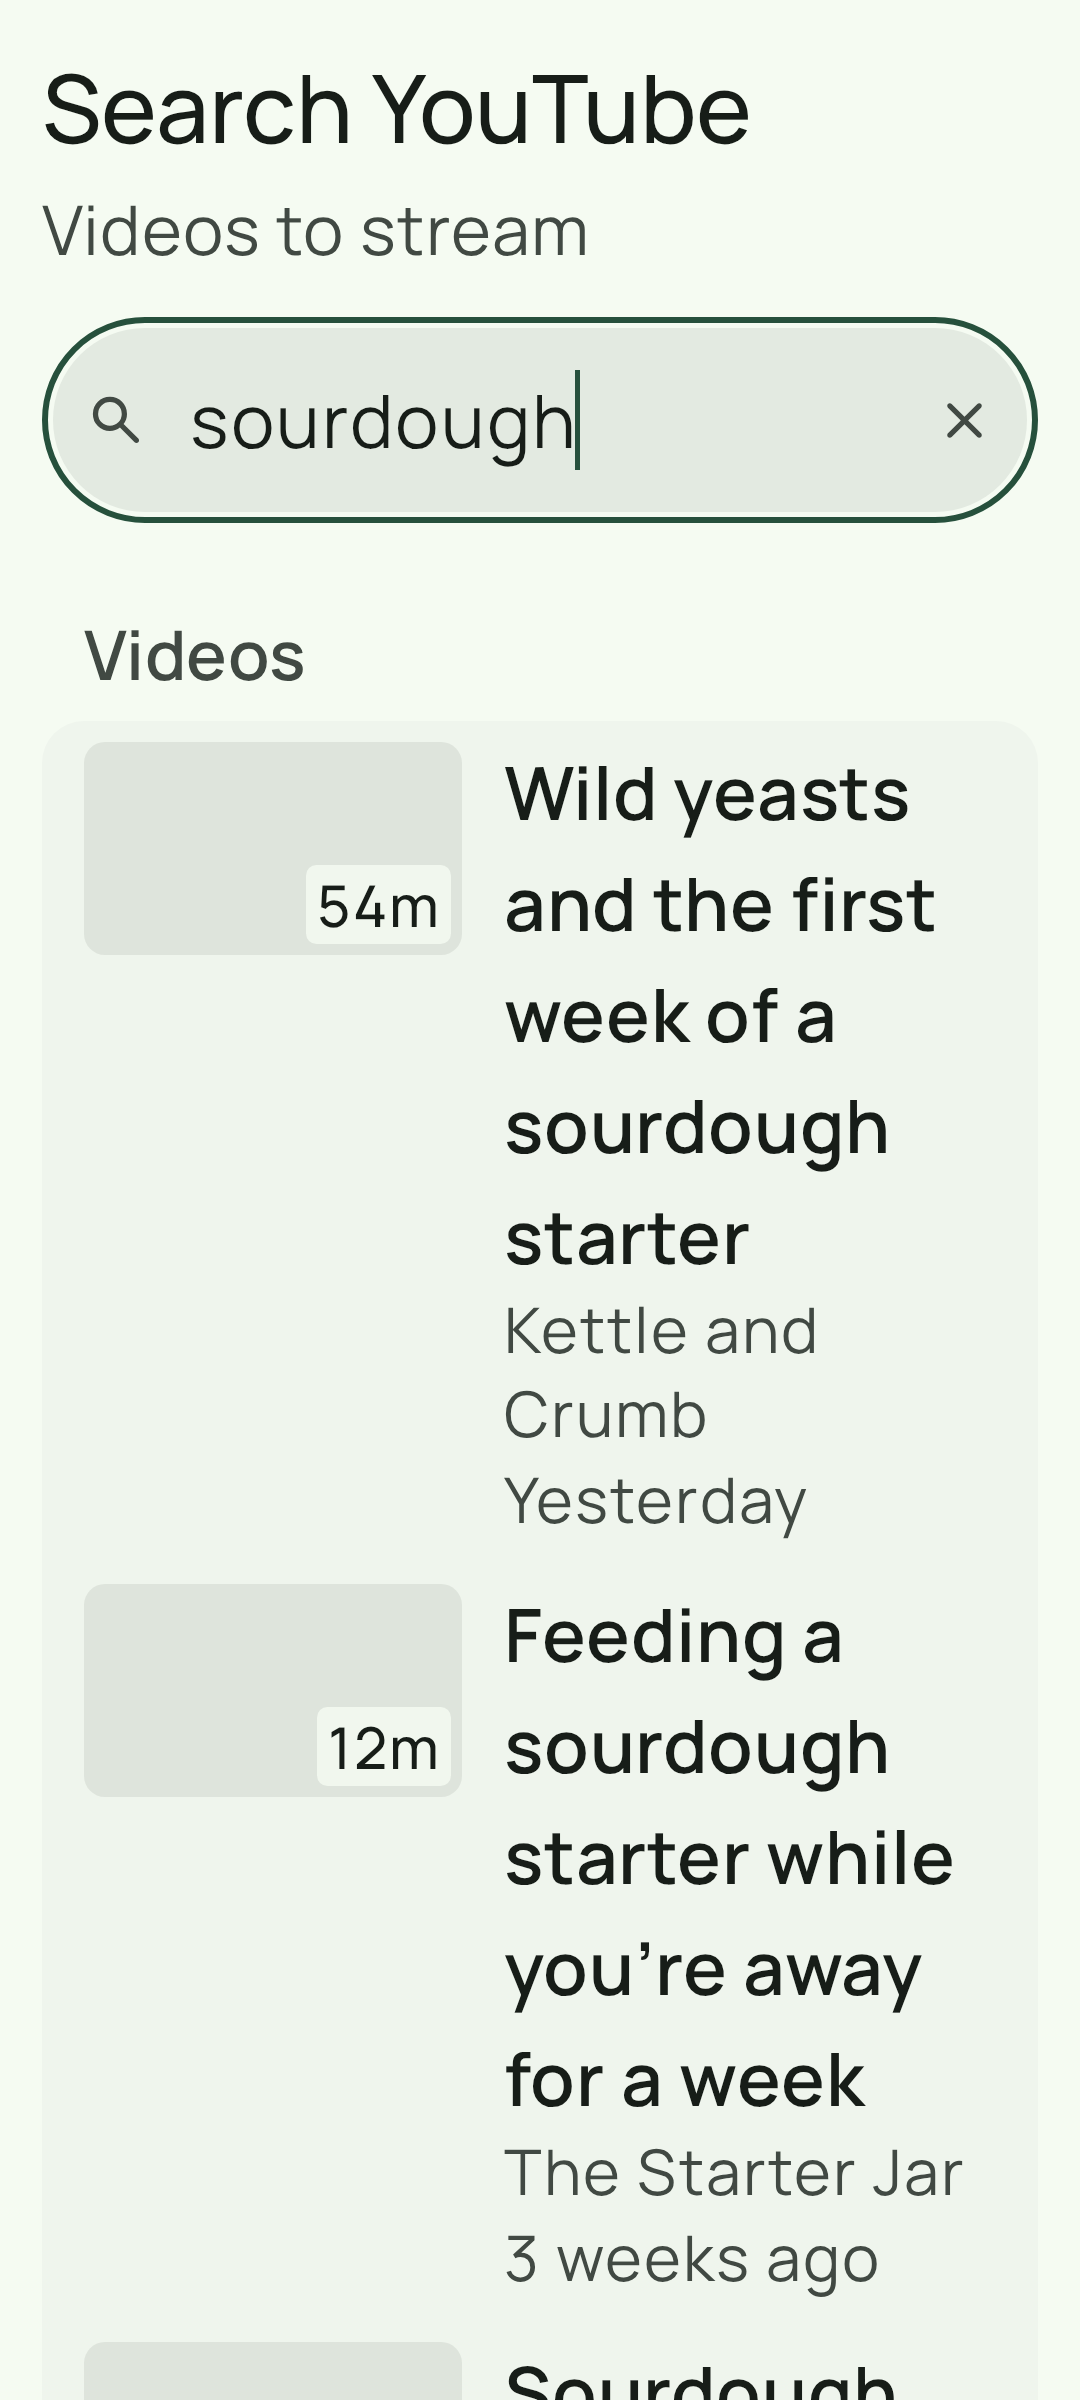 Search YouTube
Videos to stream
sourdough
Videos
54m
Wild yeasts
and the first
week of a
sourdough
starter
Kettle and
Crumb
Yesterday
12m
Feeding a
sourdough
starter while
you’re away
for a week
The Starter Jar
3 weeks ago
Sourdough